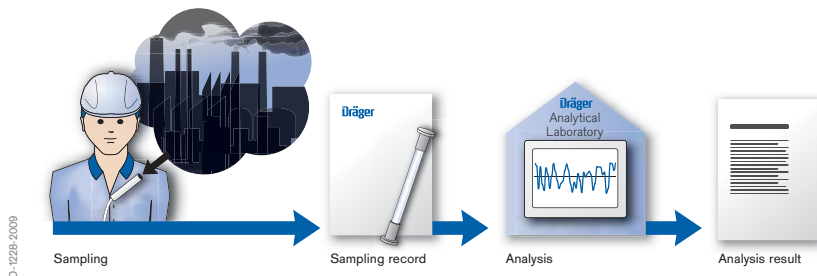 Dräger
Dräger
Analytical
Laboratory
Sampling
Sampling record
Analysis
Analysis result
D-1228-2009